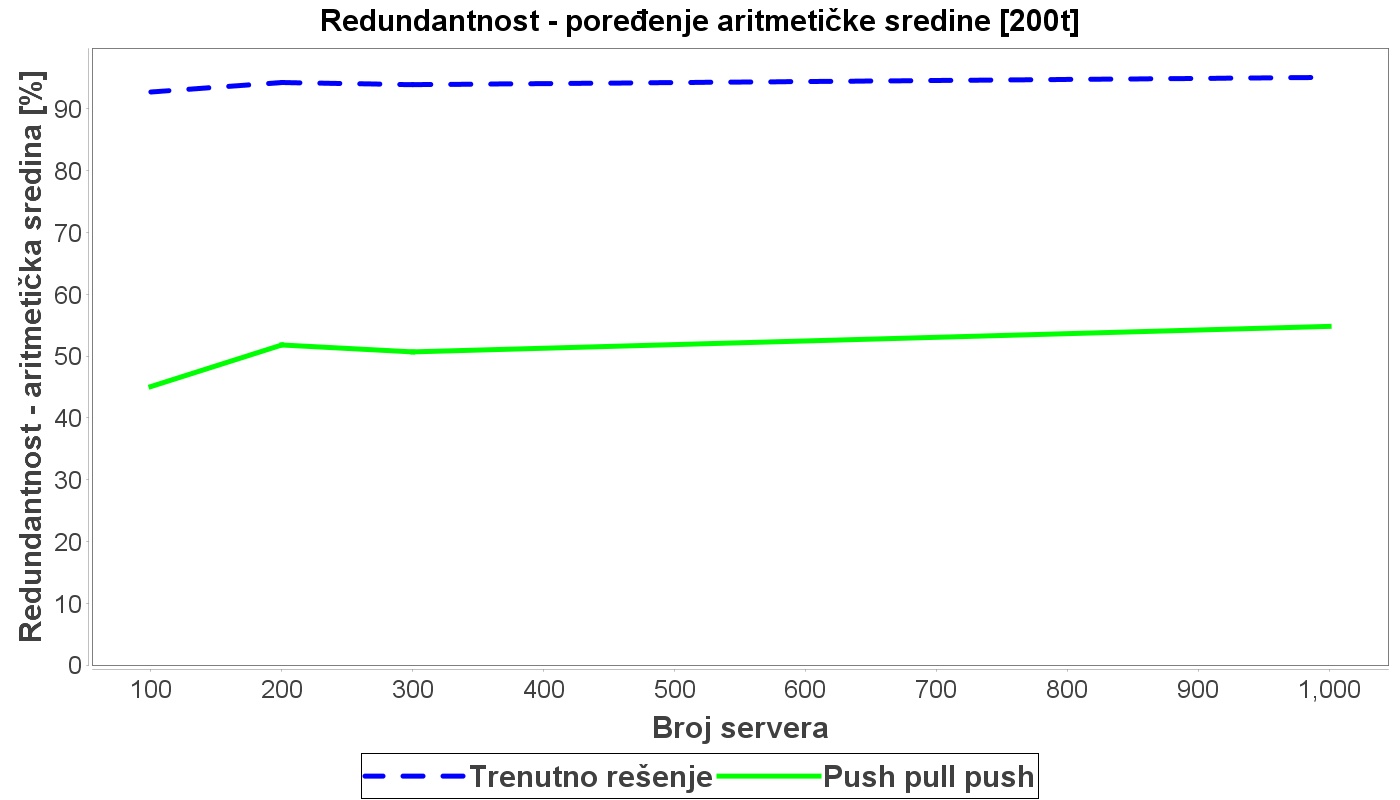 Redundantnost - poređenje aritmetičke sredine [200t]
Redundantnost - aritmetička sredina [%]
90
80
70
60
50
40
30
20
10
0
100 200 300 400 500 600 700 800 900 1,000
Broj servera
Trenutno rešenje Push pull push